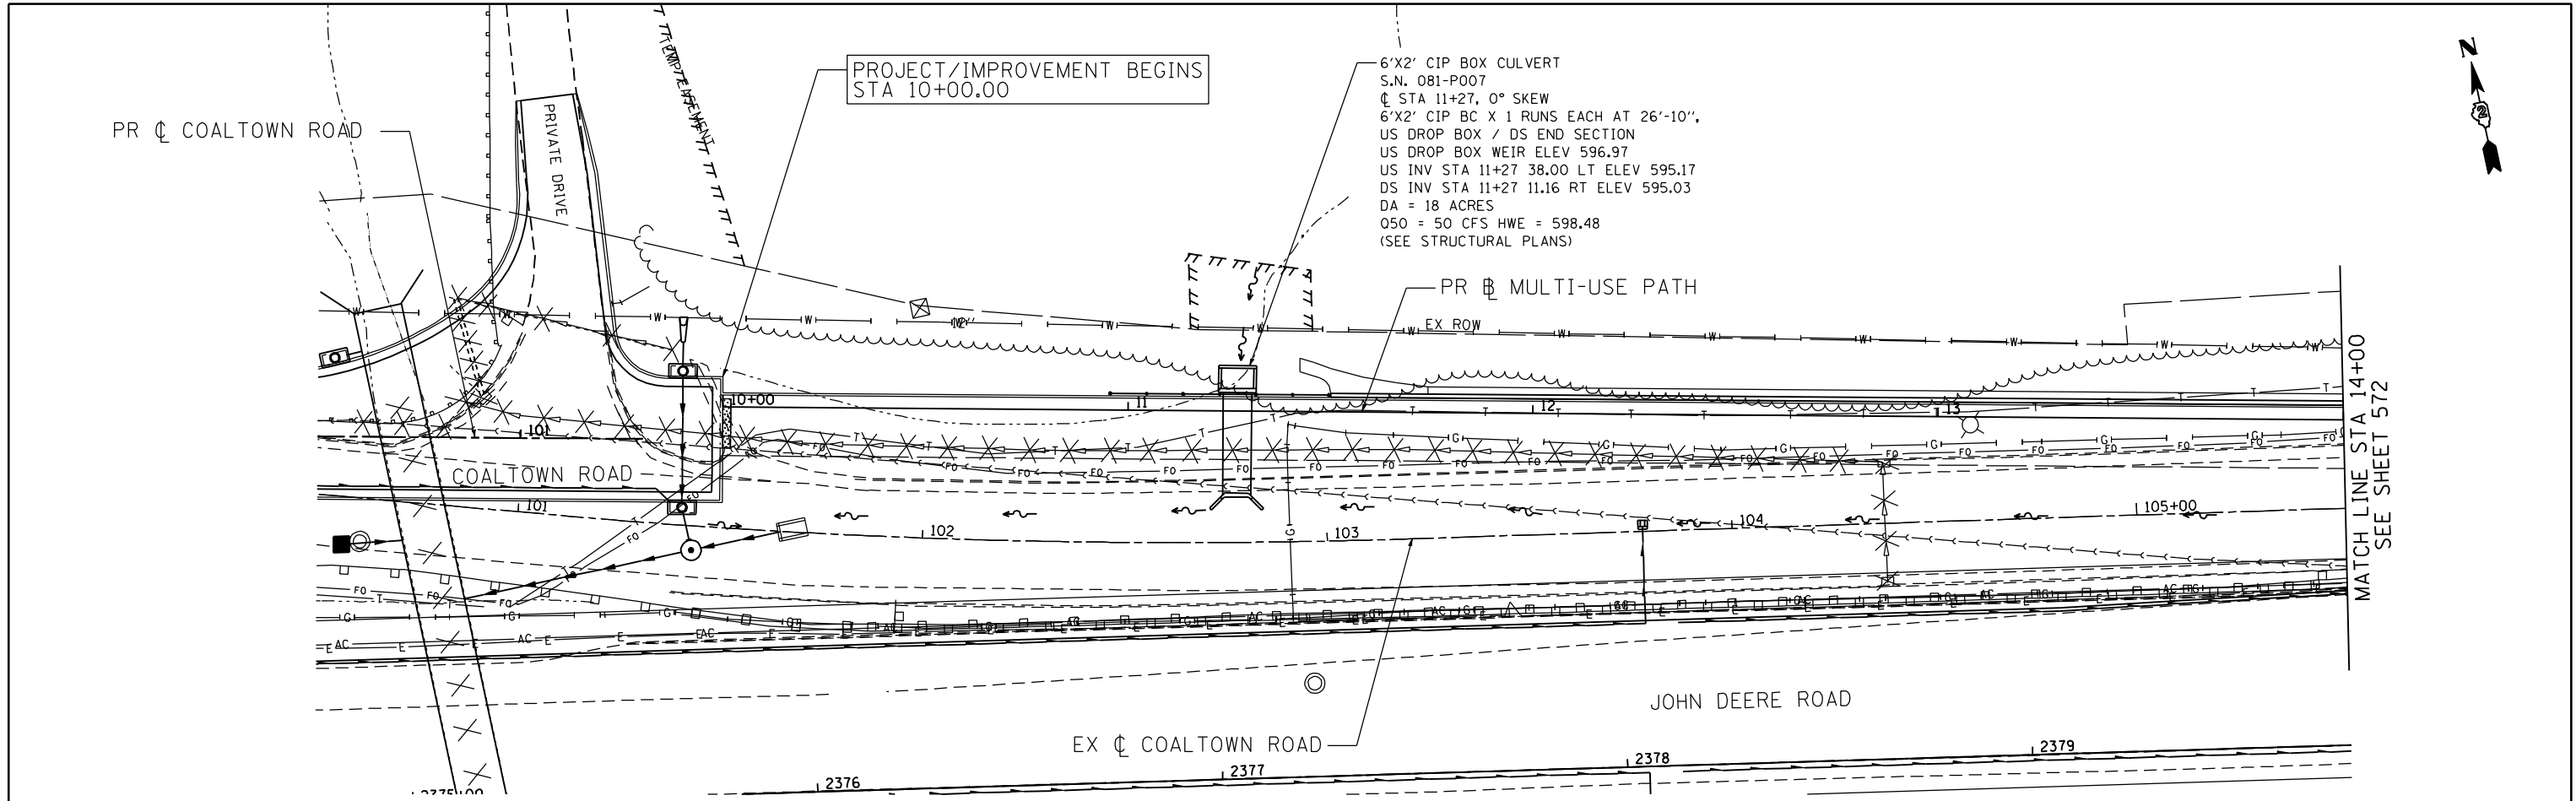 PROJECT/IMPROVEMENT BEGINS
STA 10+00.00
6'X2' CIP BOX CULVERT
S.N. 081-P007
℄ STA 11+27, 0° SKEW
6'X2' CIP BC X 1 RUNS EACH AT 26'-10",
US DROP BOX / DS END SECTION
US DROP BOX WEIR ELEV 596.97
US INV STA 11+27 38.00 LT ELEV 595.17
DS INV STA 11+27 11.16 RT ELEV 595.03
DA = 18 ACRES
Q50 = 50 CFS HWE = 598.48
(SEE STRUCTURAL PLANS)
N
2
PR ℄ COALTOWN ROAD
PRIVATE DRIVE
PR BL MULTI-USE PATH
EX ROW
12"
10+00
11
12
13
101
COALTOWN ROAD
101
102
103
104
105+00
MATCH LINE STA 14+00
SEE SHEET 572
JOHN DEERE ROAD
EX ℄ COALTOWN ROAD
2375+00
2376
2377
2378
2379